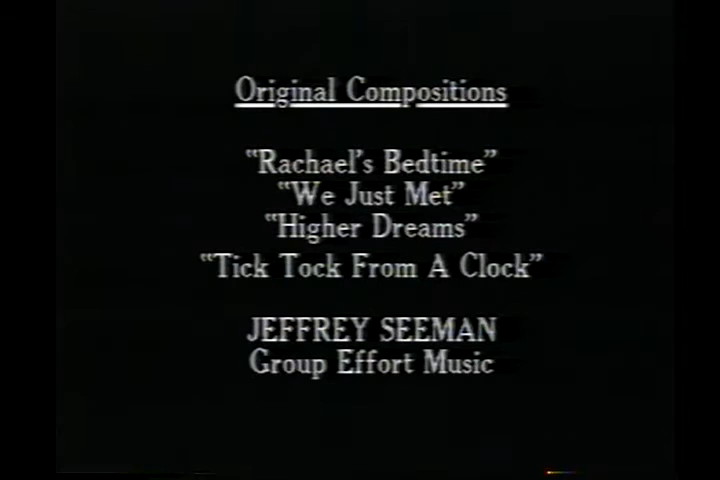 Original Compositions
“Rachael's Bedtime”
“We Just Met”
“Higher Dreams”
“Tick Tock From A Clock”
JEFFREY SEEMAN
Group Effort Music